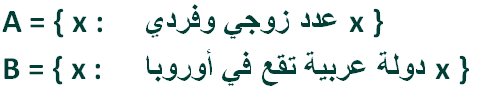 A = { x : عدد زوجي وفردي x }
B = { x : دولة عربية تقع في أوروبا x }